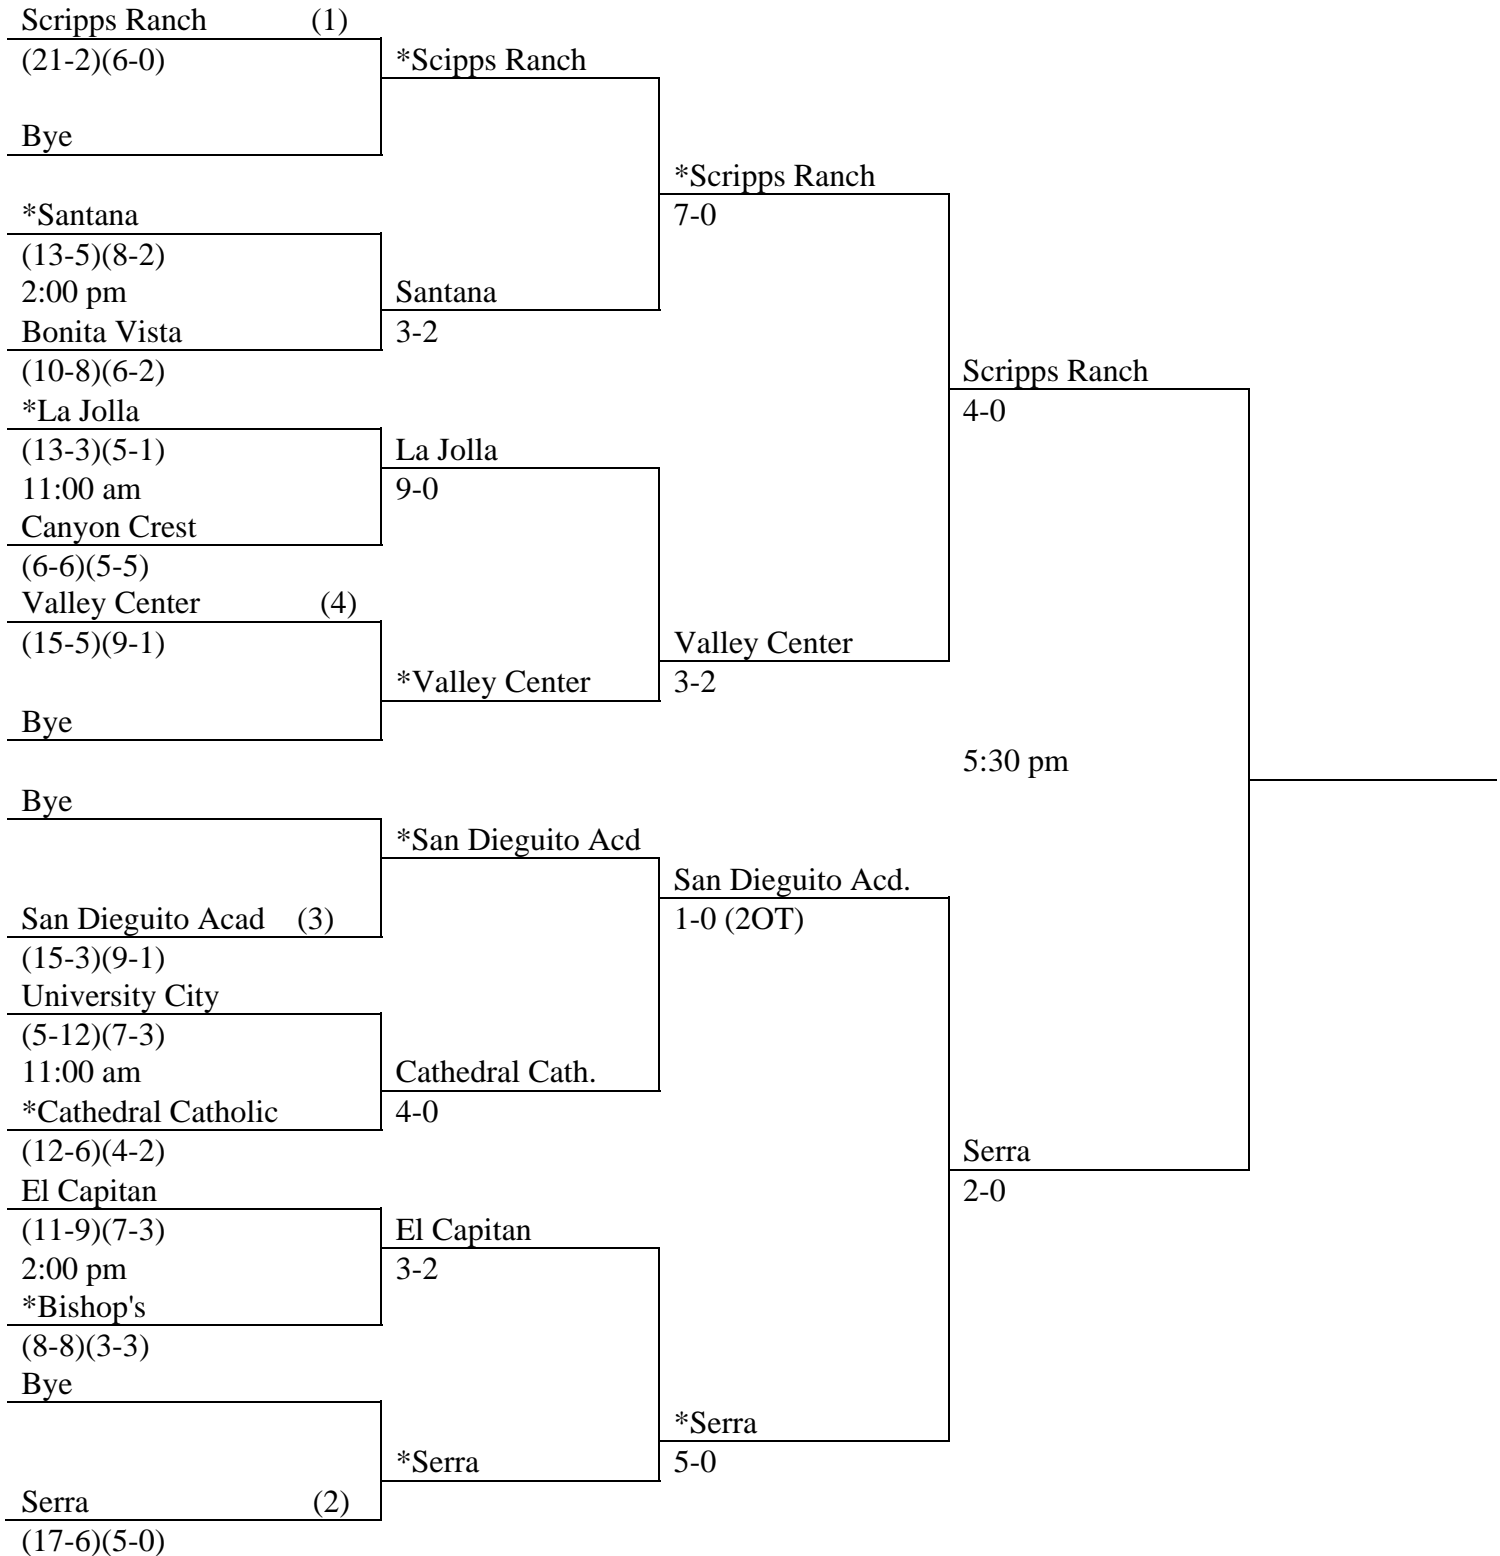 Scripps Ranch (1)
(21-2)(6-0)
Bye
*Santana
(13-5)(8-2)
2:00 pm
Bonita Vista
(10-8)(6-2)
*La Jolla
(13-3)(5-1)
11:00 am
Canyon Crest
(6-6)(5-5)
Valley Center (4)
(15-5)(9-1)
Bye
Bye
San Dieguito Acad (3)
(15-3)(9-1)
University City
(5-12)(7-3)
11:00 am
*Cathedral Catholic
(12-6)(4-2)
El Capitan
(11-9)(7-3)
2:00 pm
*Bishop's
(8-8)(3-3)
Bye
Serra (2)
(17-6)(5-0)
*Scipps Ranch
Santana
3-2
La Jolla
9-0
*Valley Center
*San Dieguito Acd
Cathedral Cath.
4-0
El Capitan
3-2
*Serra
*Scripps Ranch
7-0
Valley Center
3-2
San Dieguito Acd.
1-0 (2OT)
*Serra
5-0
Scripps Ranch
4-0
5:30 pm
Serra
2-0